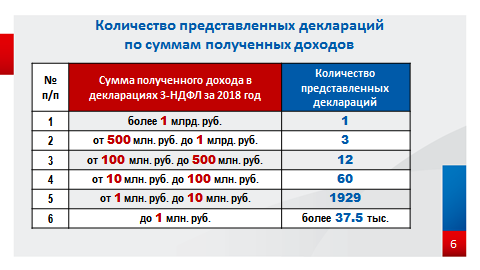 Количество представленных деклараций
по суммам полученных доходов
№ п/п
Сумма полученного дохода в декларациях 3-НДФЛ за 2018 год
Количество представленных деклараций
1 более 1 млрд. руб. 1
2 от 500 млн. руб. до 1 млрд. руб. 3
3 от 100 млн. руб. до 500 млн. руб. 12
4 от 10 млн. руб. до 100 млн. руб. 60
5 от 1 млн. руб. до 10 млн. руб. 1929
6 до 1 млн. руб. более 37.5 тыс.
6